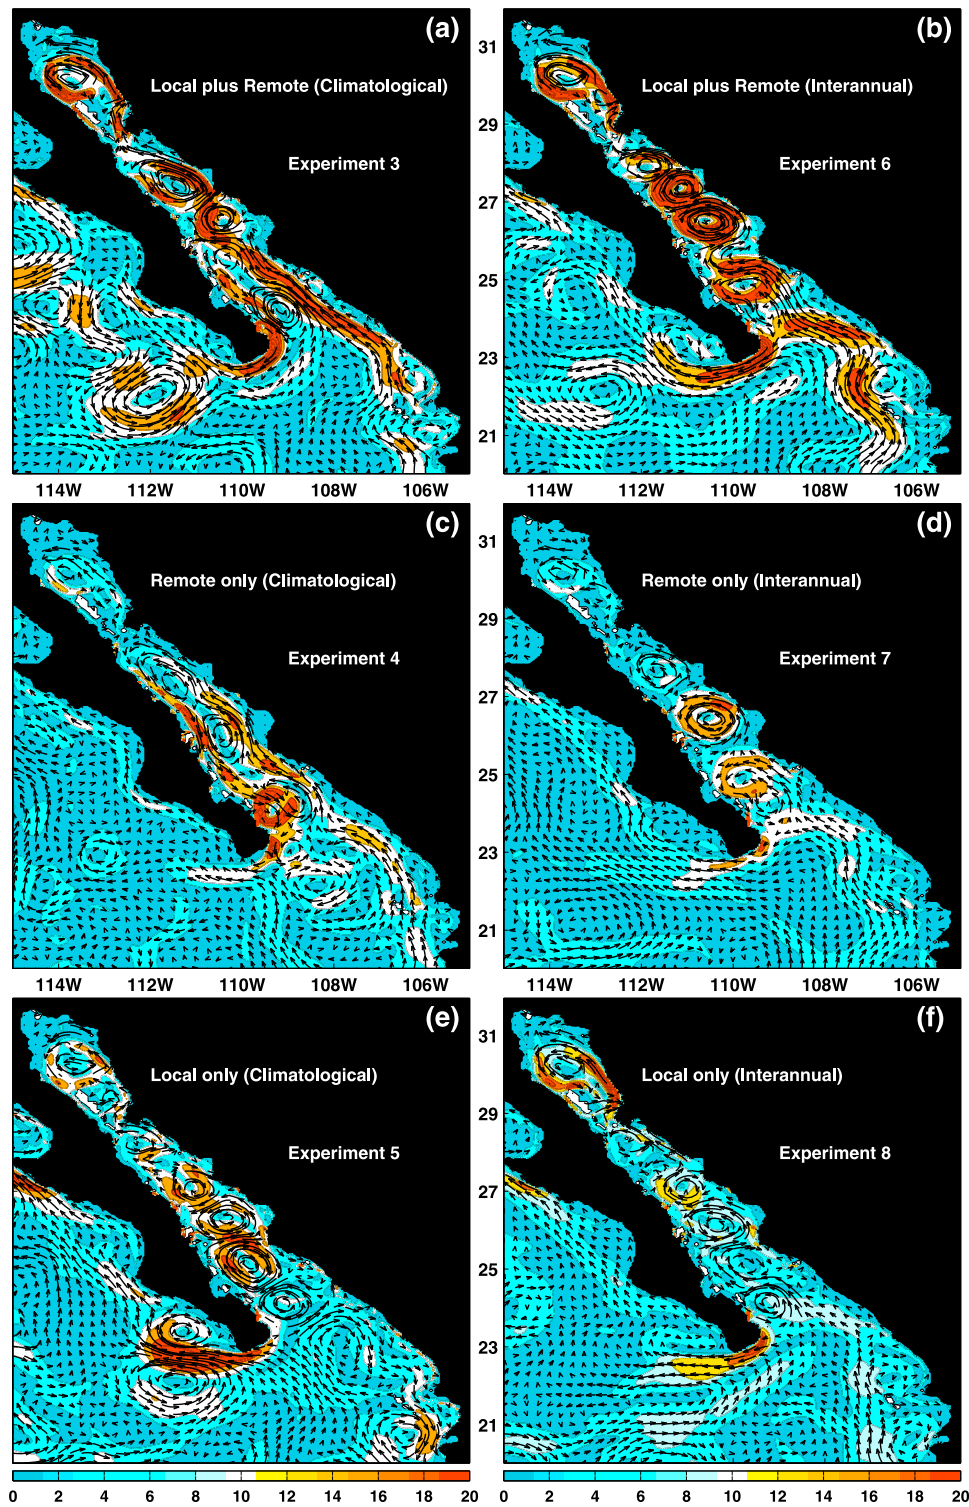 (a)
Local plus Remote (Climatological)
Experiment 3
(b)
Local plus Remote (Interannual)
Experiment 6
31
29
27
25
23
21
114W 112W 110W 108W 106W
114W 112W 110W 108W 106W
(c)
Remote only (Climatological)
Experiment 4
(d)
Remote only (Interannual)
Experiment 7
31
29
27
25
23
21
114W 112W 110W 108W 106W
114W 112W 110W 108W 106W
(e)
Local only (Climatological)
Experiment 5
(f)
Local only (Interannual)
Experiment 8
31
29
27
25
23
21
0 2 4 6 8 10 12 14 16 18 20
0 2 4 6 8 10 12 14 16 18 20